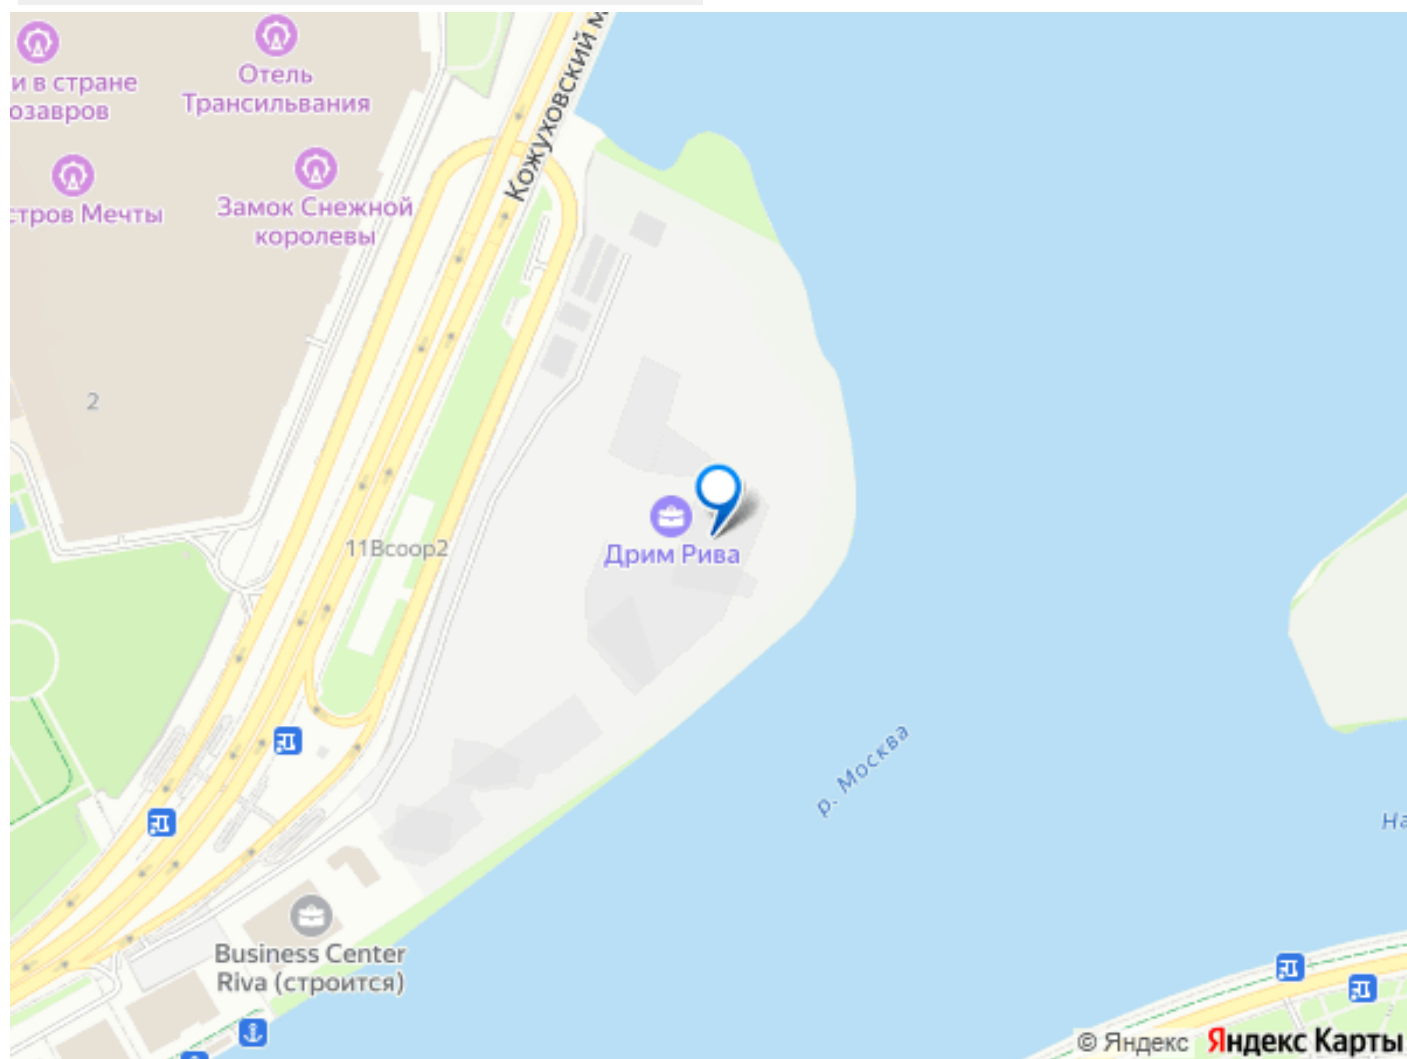 Отель
Трансильвания
и в стране
озавров
Кожуховский м
Замок Снежной
королевы
стров Мечты
2
11Всоор2
Дрим Рива
р. Москва
На
Business Center
Riva (строится)
© Яндекс Яндекс Карты